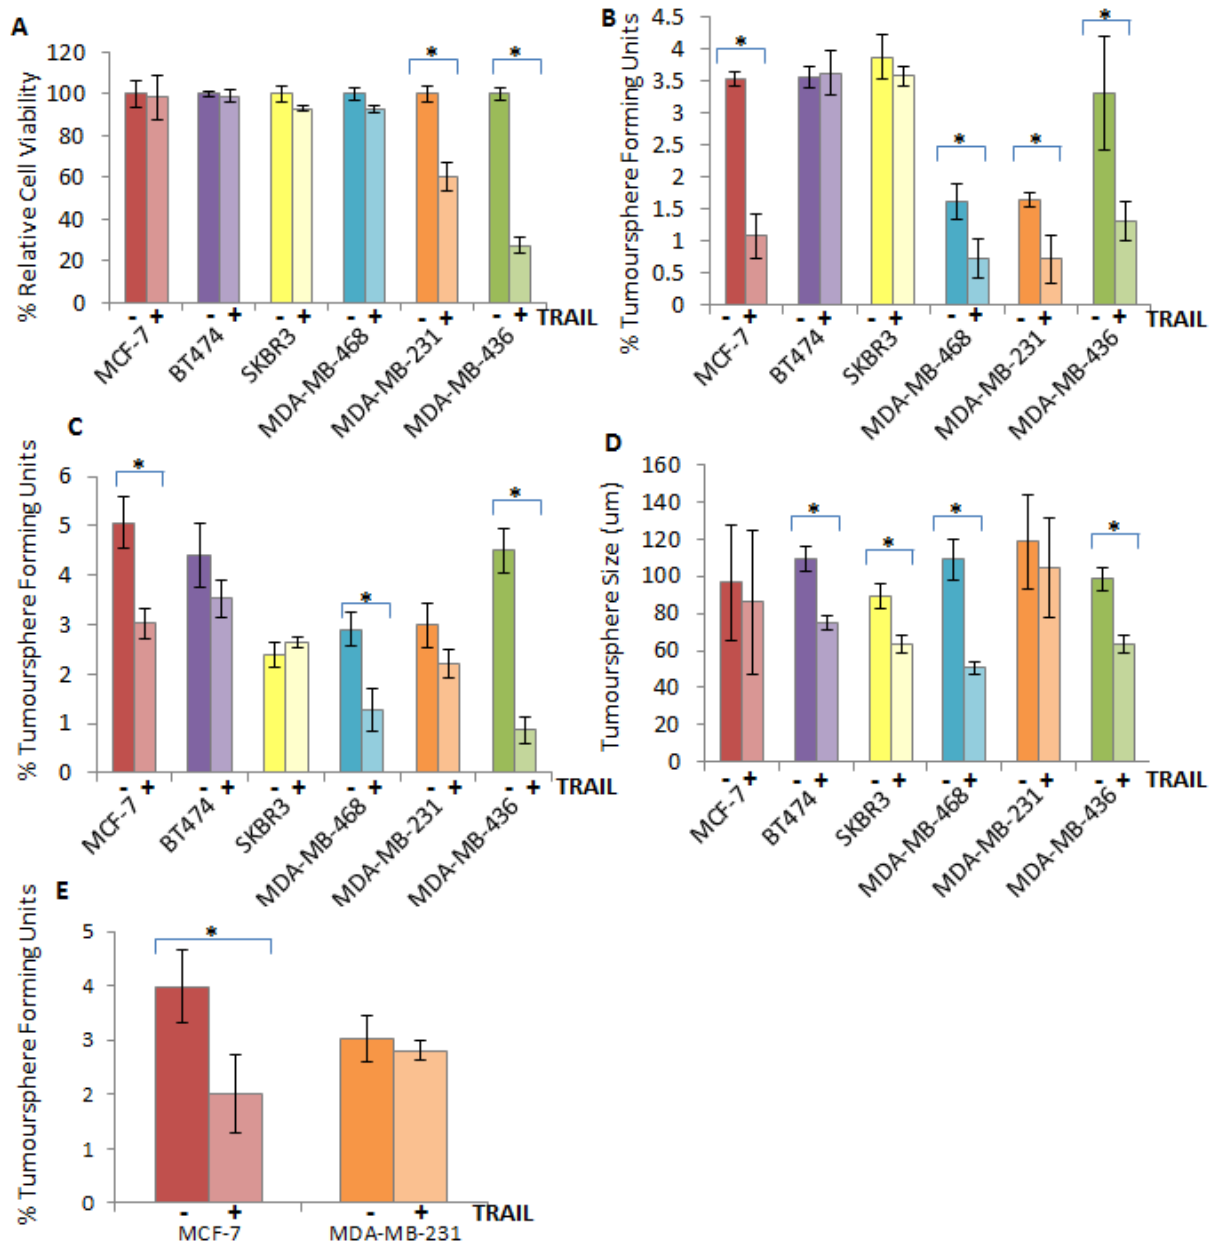 A
% Relative Cell Viability
120
100
80
60
40
20
0
* *
- + - + - + - + - + - + TRAIL
MCF-7 BT474 SKBR3 MDA-MB-468 MDA-MB-231 MDA-MB-436
B
% Tumoursphere Forming Units
4.5
4
3.5
3
2.5
2
1.5
1
0.5
0
* * * *
- + - + - + - + - + - + TRAIL
MCF-7 BT474 SKBR3 MDA-MB-468 MDA-MB-231 MDA-MB-436
C
% Tumoursphere Forming Units
6
5
4
3
2
1
0
* * *
- + - + - + - + - + - + TRAIL
MCF-7 BT474 SKBR3 MDA-MB-468 MDA-MB-231 MDA-MB-436
D
Tumoursphere Size (um)
160
140
120
100
80
60
40
20
0
* * * *
- + - + - + - + - + - + TRAIL
MCF-7 BT474 SKBR3 MDA-MB-468 MDA-MB-231 MDA-MB-436
E
% Tumoursphere Forming Units
5
4
3
2
1
0
*
- + - + TRAIL
MCF-7 MDA-MB-231